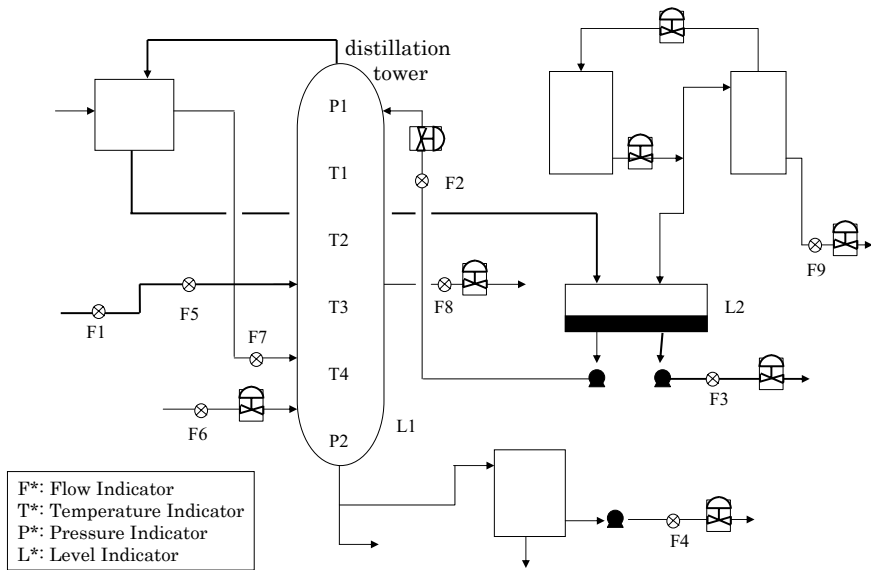 distillation
tower
P1
T1
F2
T2
F9
T3
F8
F5
F1
L2
F7
T4
F3
F6
L1
P2
F4
F*: Flow Indicator
T*: Temperature Indicator
P*: Pressure Indicator
L*: Level Indicator